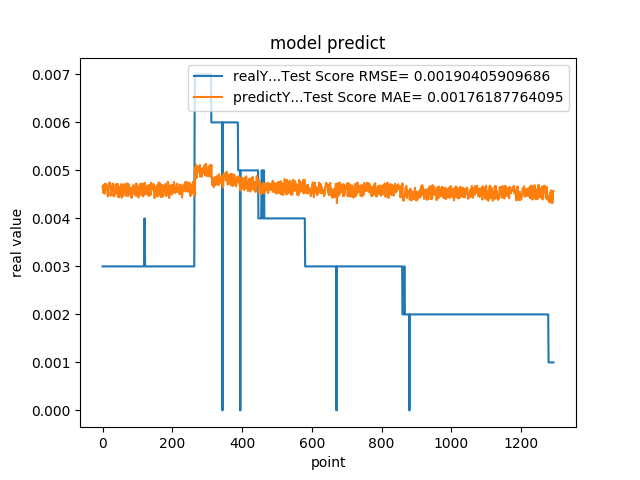 model predict
realY...Test Score RMSE= 0.00190405909686
predictY...Test Score MAE= 0.00176187764095
real value
0.007
0.006
0.005
0.004
0.003
0.002
0.001
0.000
0 200 400 600 800 1000 1200
point